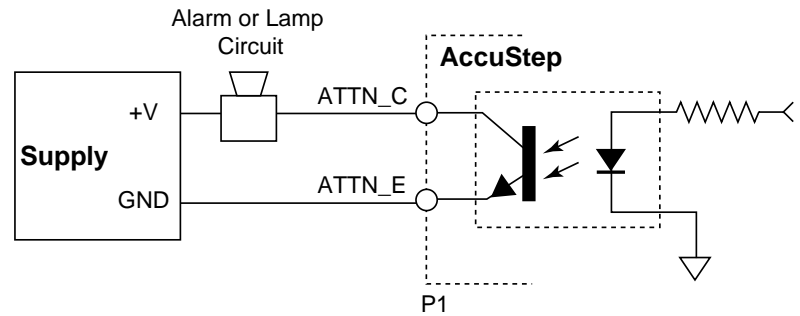 Alarm or Lamp
Circuit
AccuStep
ATTN_C
+V
Supply
ATTN_E
GND
P1